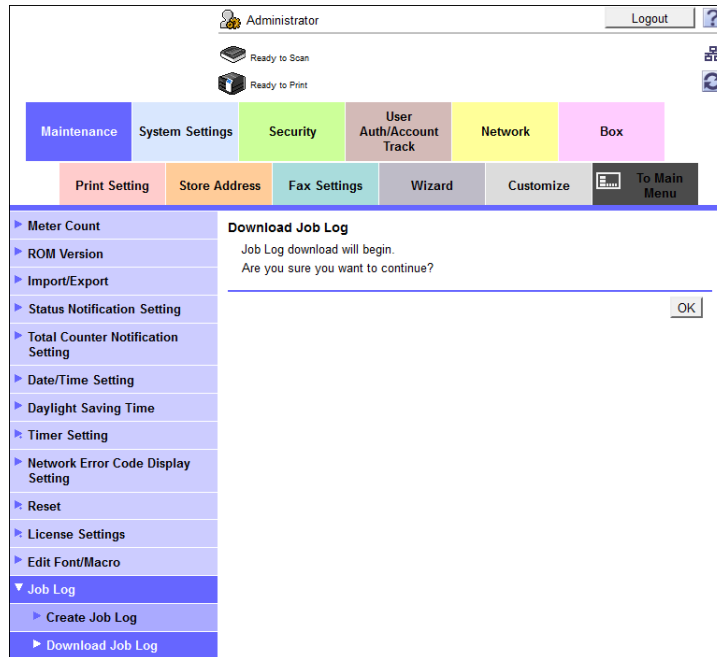 Administrator
Logout
?
Ready to Scan
Ready to Print
Maintenance
System Settings
Security
User
Auth/Account
Track
Network
Box
Print Setting
Store Address
Fax Settings
Wizard
Customize
To Main
Menu
Meter Count
ROM Version
Import/Export
Status Notification Setting
Total Counter Notification
Setting
Date/Time Setting
Daylight Saving Time
Timer Setting
Network Error Code Display
Setting
Reset
License Settings
Edit Font/Macro
Job Log
Create Job Log
Download Job Log
Download Job Log
Job Log download will begin.
Are you sure you want to continue?
OK